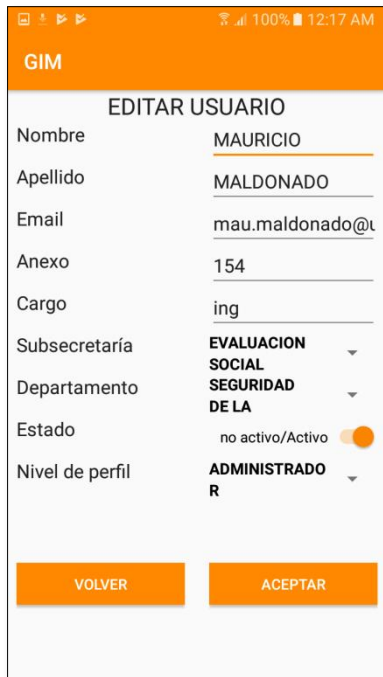 100% 12:17 AM
GIM
EDITAR USUARIO
Nombre MAURICIO
Apellido MALDONADO
Email mau.maldonado@u
Anexo 154
Cargo ing
Subsecretaría EVALUACION
SOCIAL
Departamento SEGURIDAD
DE LA
Estado no activo/Activo
Nivel de perfil ADMINISTRADO
R
VOLVER ACEPTAR